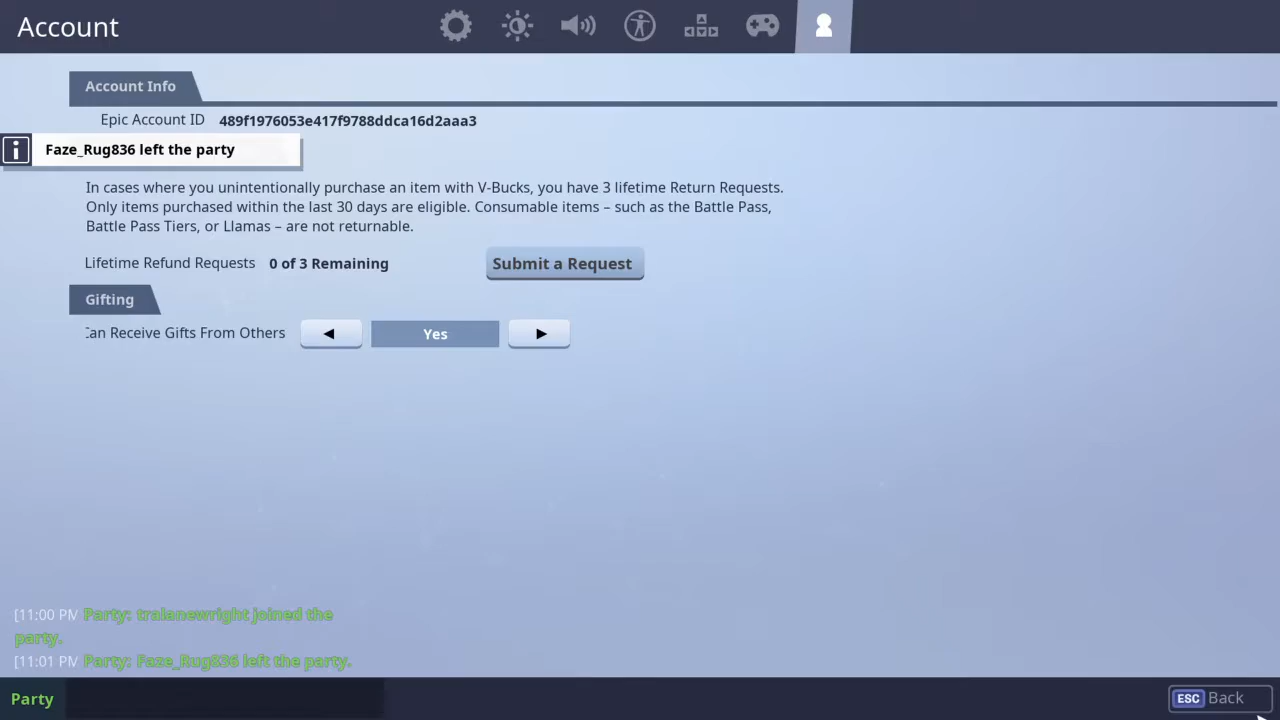 Account
Account Info
Epic Account ID 489f1976053e417f9788ddca16d2aaa3
Faze_Rug836 left the party
In cases where you unintentionally purchase an item with V-Bucks, you have 3 lifetime Return Requests.
Only items purchased within the last 30 days are eligible. Consumable items – such as the Battle Pass,
Battle Pass Tiers, or Llamas – are not returnable.
Lifetime Refund Requests 0 of 3 Remaining Submit a Request
Gifting
Can Receive Gifts From Others Yes
[11:00 PM Party: tralanewright joined the
party.
[11:01 PM Party: Faze_Rug836 left the party.
Party
ESC Back